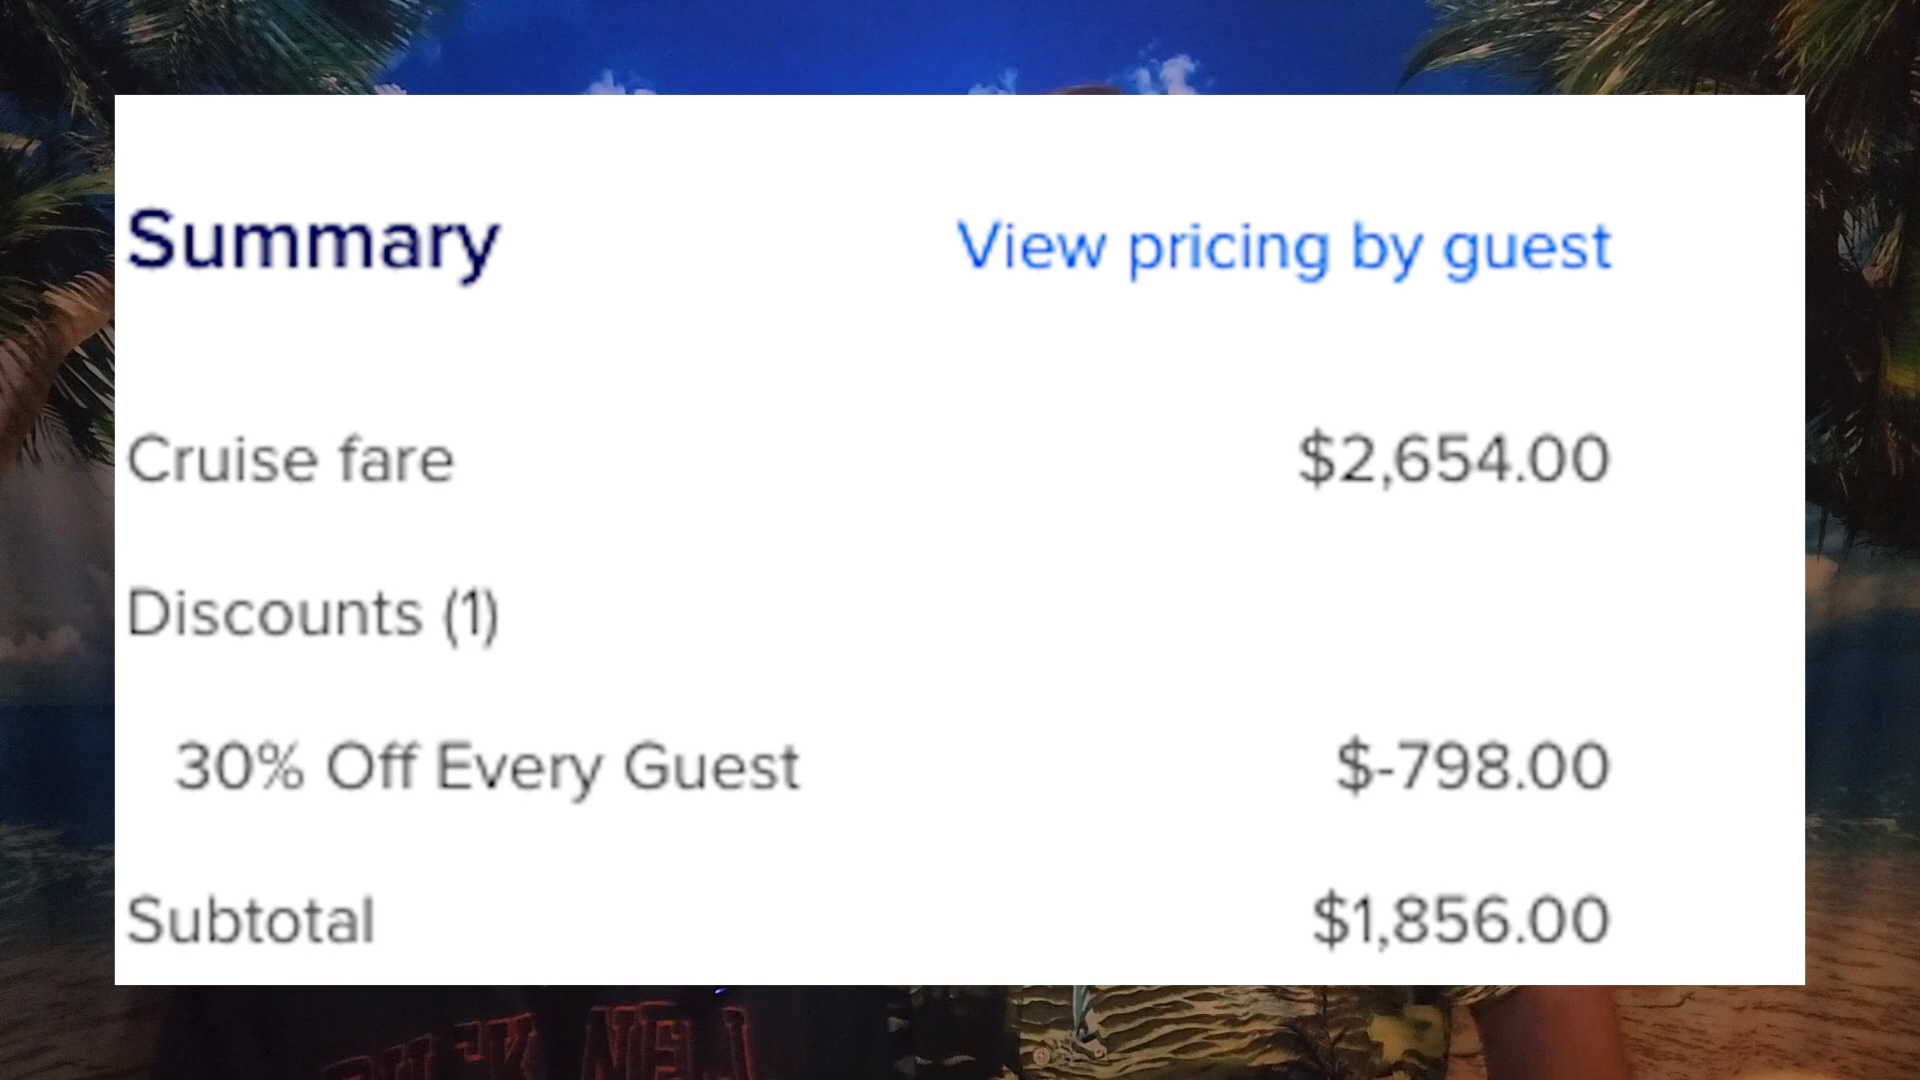 Summary
View pricing by guest
Cruise fare $2,654.00
Discounts (1)
30% Off Every Guest $-798.00
Subtotal $1,856.00